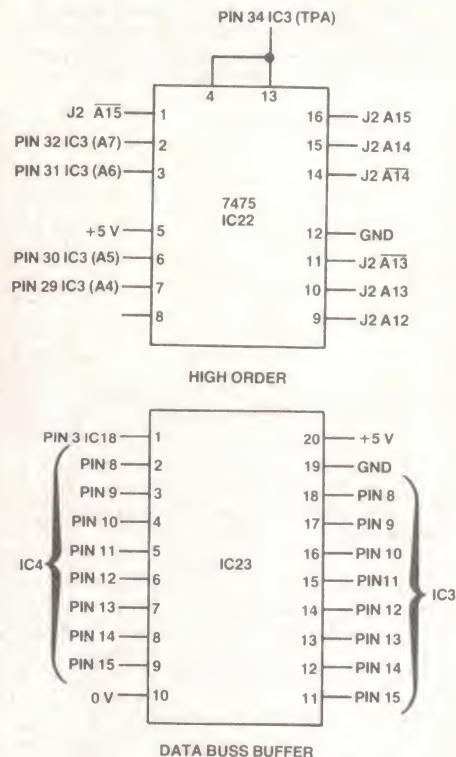 PIN 34 IC3 (TPA)
4 13
J2 A̅1̅5̅ 1 16 J2 A15
PIN 32 IC3 (A7) 2 15 J2 A14
PIN 31 IC3 (A6) 3 14 J2 A̅1̅4̅
7475
IC22
+5 V 5 12 GND
PIN 30 IC3 (A5) 6 11 J2 A̅1̅3̅
PIN 29 IC3 (A4) 7 10 J2 A13
8 9 J2 A12
HIGH ORDER
PIN 3 IC18 1 20 +5 V
PIN 8 2 19 GND
PIN 9 3 18 PIN 8
PIN 10 4 17 PIN 9
PIN 11 5 16 PIN 10
IC4 IC23 IC3
PIN 12 6 15 PIN11
PIN 13 7 14 PIN 12
PIN 14 8 13 PIN 13
PIN 15 9 12 PIN 14
0 V 10 11 PIN 15
DATA BUSS BUFFER